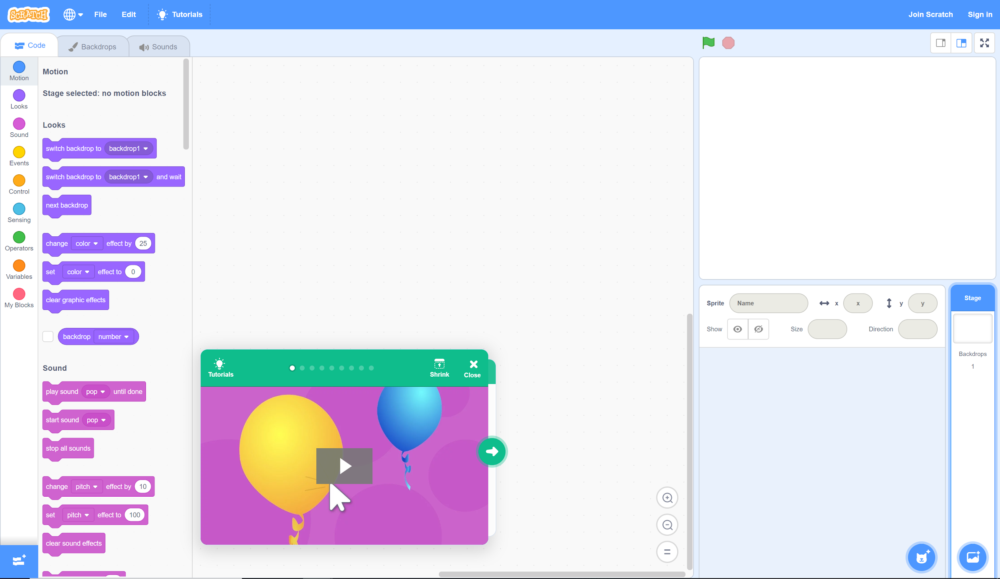 SCRATCH File Edit Tutorials Join Scratch Sign in
Code Backdrops Sounds
Motion
Looks
Sound
Events
Control
Sensing
Operators
Variables
My Blocks
Motion
Stage selected: no motion blocks
Looks
switch backdrop to backdrop1
switch backdrop to backdrop1 and wait
next backdrop
change color effect by 25
set color effect to 0
clear graphic effects
backdrop number
Sound
play sound pop until done
start sound pop
stop all sounds
change pitch effect by 10
set pitch effect to 100
clear sound effects
Tutorials Shrink Close
Sprite Name x x y y
Show Size Direction
Stage
Backdrops
1